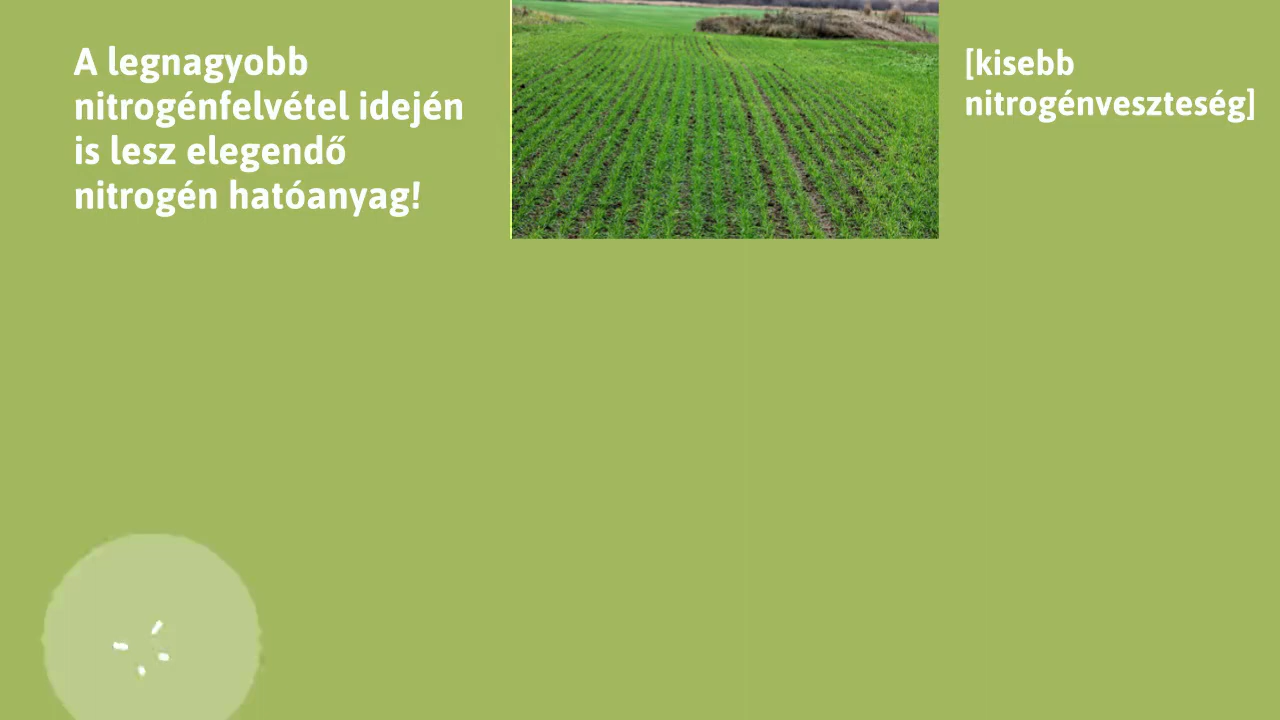 A legnagyobb
nitrogénfelvétel idején
is lesz elegendő
nitrogén hatóanyag!
[kisebb
nitrogénveszteség]